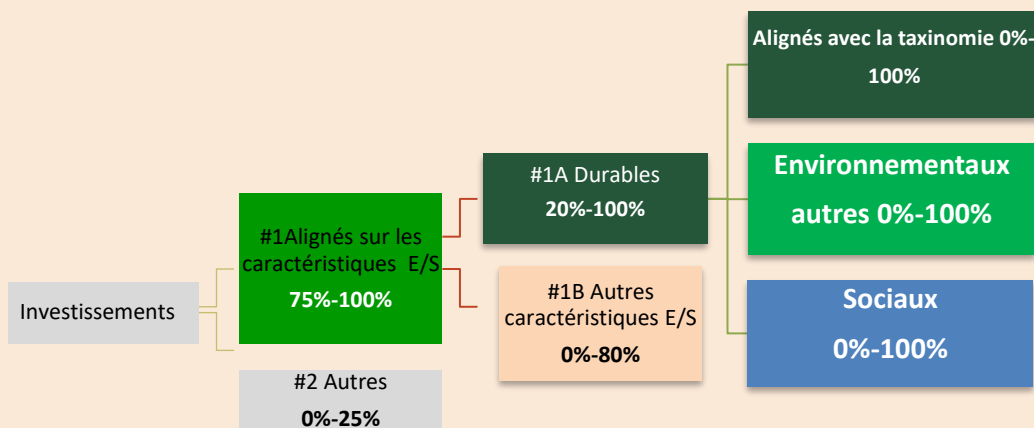 Investissements
#1Alignés sur les
caractéristiques E/S
75%-100%
#2 Autres
0%-25%
#1A Durables
20%-100%
#1B Autres
caractéristiques E/S
0%-80%
Alignés avec la taxinomie 0%-
100%
Environnementaux
autres 0%-100%
Sociaux
0%-100%